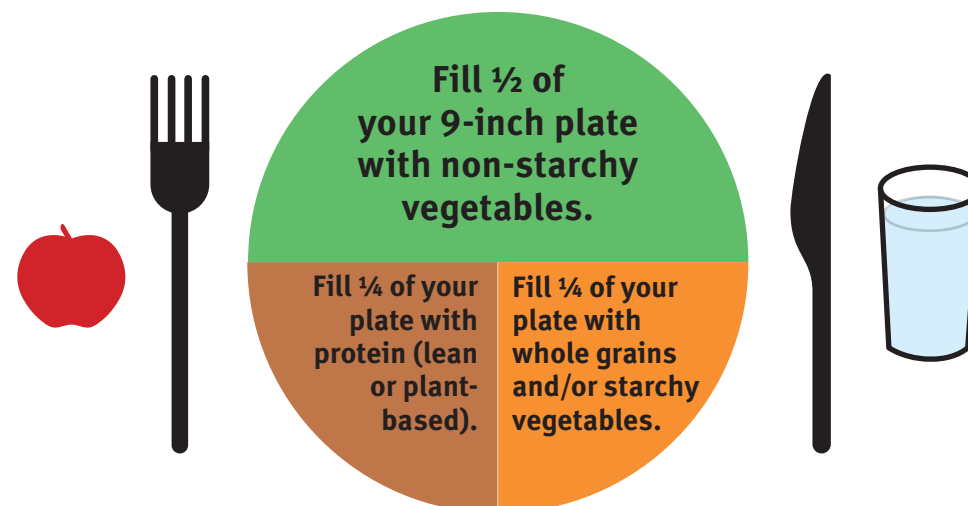 Fill ½ of
your 9-inch plate
with non-starchy
vegetables.
Fill ¼ of your
plate with
protein (lean
or plant-
based).
Fill ¼ of your
plate with
whole grains
and/or starchy
vegetables.